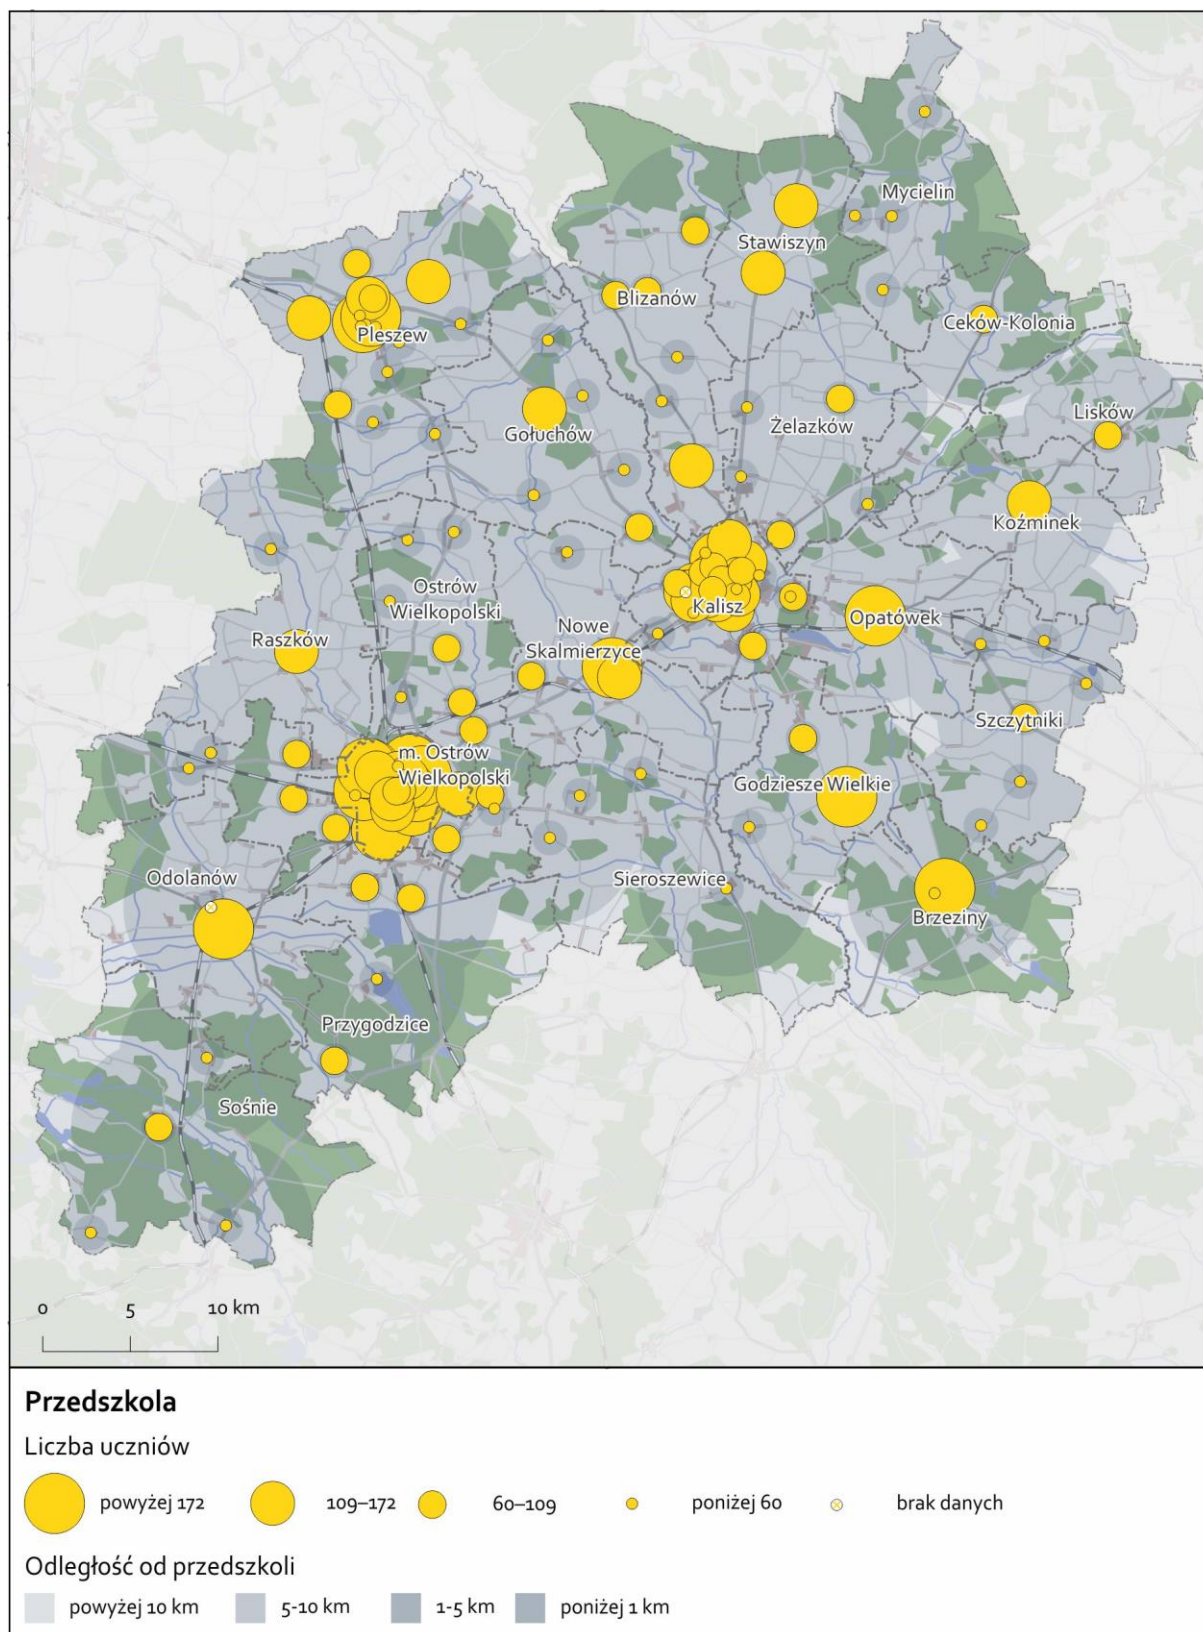 Mycielin
Stawiszyn
Blizanów
Ceków-Kolonia
Pleszew
Lisków
Żelazków
Gołuchów
Koźminek
Ostrów
Wielkopolski
Kalisz
Opatówek
Nowe
Skalmierzyce
Raszków
Szczytniki
m. Ostrów
Wielkopolski
Godziesze Wielkie
Odolanów
Sieroszewice
Brzeziny
Przygodzice
Sośnie
0 5 10 km
Przedszkola
Liczba uczniów
powyżej 172 109–172 60–109 poniżej 60 brak danych
Odległość od przedszkoli
powyżej 10 km 5-10 km 1-5 km poniżej 1 km